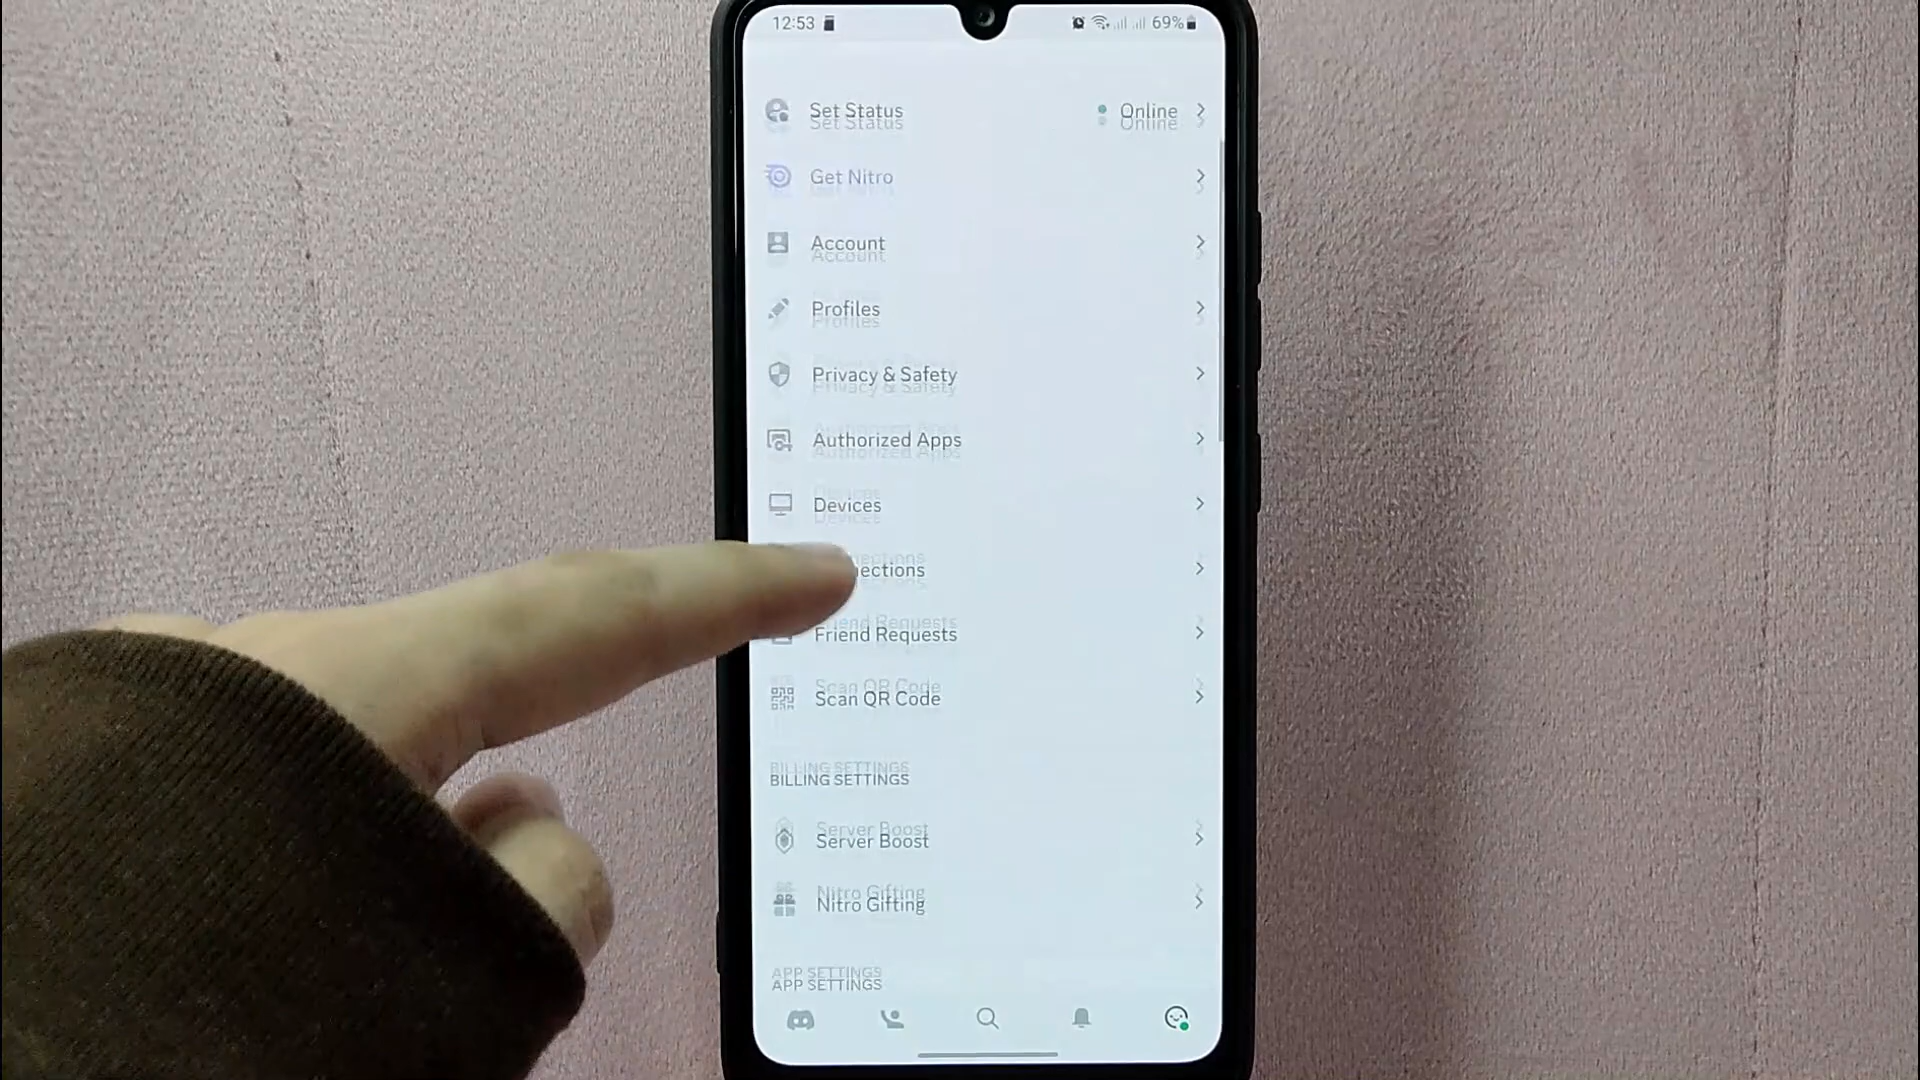 12:53 69%
Set Status Online
Get Nitro
Account
Profiles
Privacy & Safety
Authorized Apps
Devices
nections
Friend Requests
Scan QR Code
BILLING SETTINGS
Server Boost
Nitro Gifting
APP SETTINGS